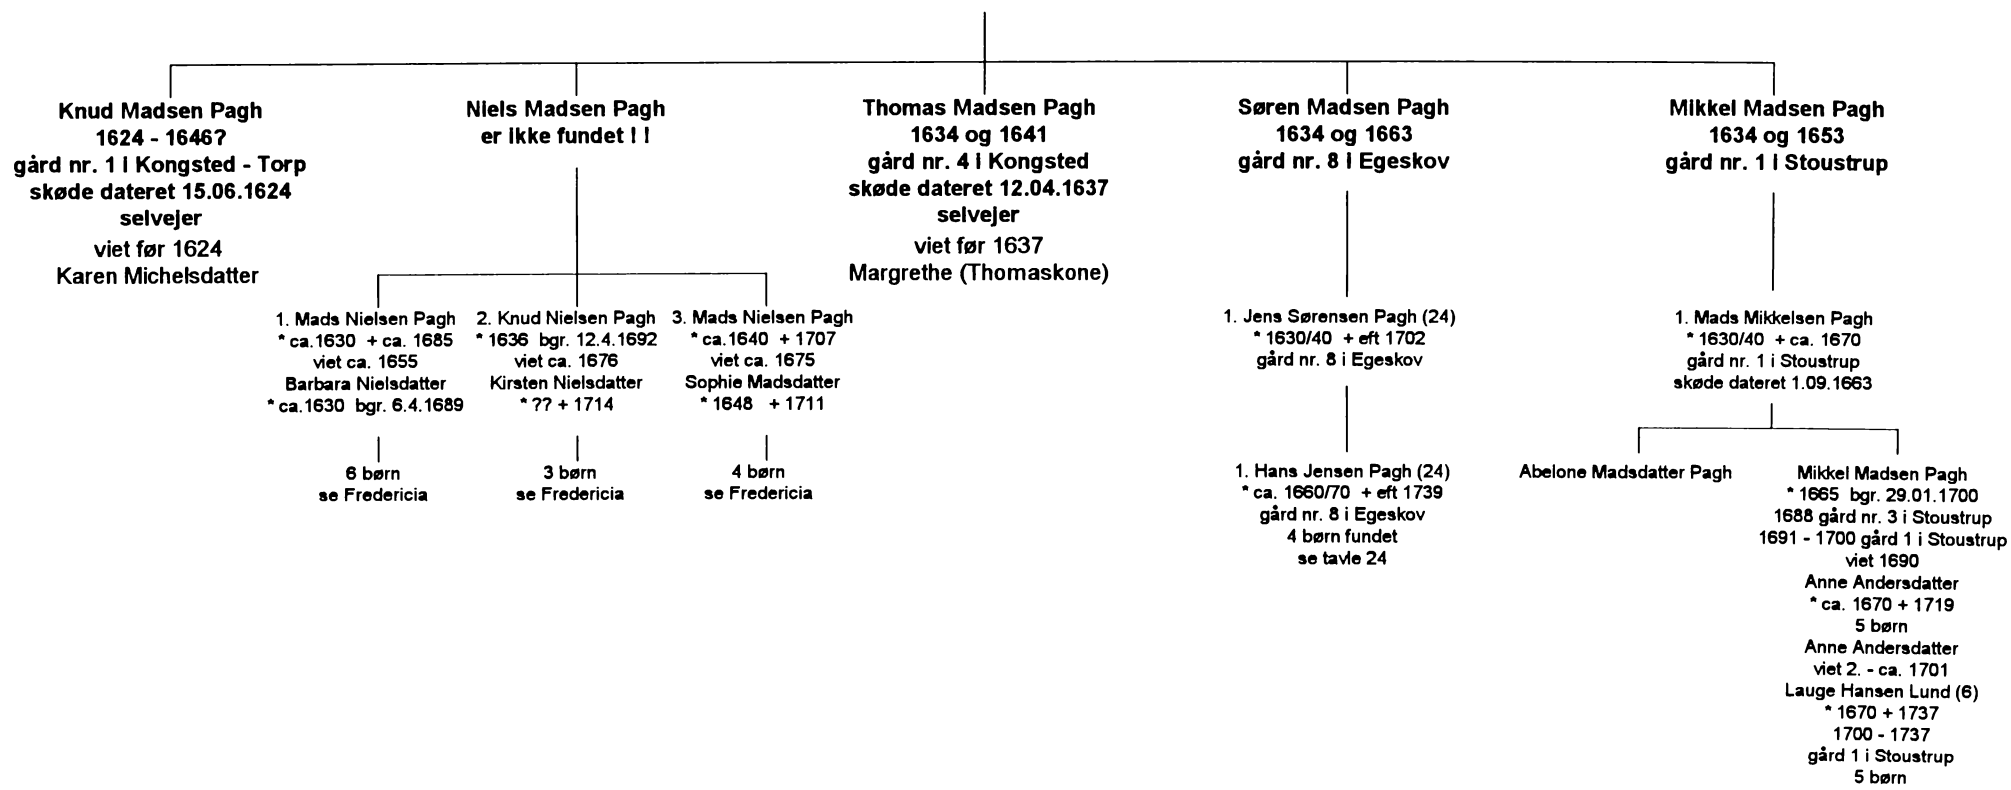 Knud Madsen Pagh
1624 - 1646?
gård nr. 1 i Kongsted - Torp
skøde dateret 15.06.1624
selvejer
viet før 1624
Karen Michelsdatter
Niels Madsen Pagh
er ikke fundet ! !
1. Mads Nielsen Pagh
* ca.1630 + ca. 1685
viet ca. 1655
Barbara Nielsdatter
* ca.1630 bgr. 6.4.1689
6 børn
se Fredericia
2. Knud Nielsen Pagh
* 1636 bgr. 12.4.1692
viet ca. 1676
Kirsten Nielsdatter
* ?? + 1714
3 børn
se Fredericia
3. Mads Nielsen Pagh
* ca.1640 + 1707
viet ca. 1675
Sophie Madsdatter
* 1648 + 1711
4 børn
se Fredericia
Thomas Madsen Pagh
1634 og 1641
gård nr. 4 i Kongsted
skøde dateret 12.04.1637
selvejer
viet før 1637
Margrethe (Thomaskone)
Søren Madsen Pagh
1634 og 1663
gård nr. 8 i Egeskov
1. Jens Sørensen Pagh (24)
* 1630/40 + eft 1702
gård nr. 8 i Egeskov
1. Hans Jensen Pagh (24)
* ca. 1660/70 + eft 1739
gård nr. 8 i Egeskov
4 børn fundet
se tavle 24
Mikkel Madsen Pagh
1634 og 1653
gård nr. 1 i Stoustrup
1. Mads Mikkelsen Pagh
* 1630/40 + ca. 1670
gård nr. 1 i Stoustrup
skøde dateret 1.09.1663
Abelone Madsdatter Pagh
Mikkel Madsen Pagh
* 1665 bgr. 29.01.1700
1688 gård nr. 3 i Stoustrup
1691 - 1700 gård 1 i Stoustrup
viet 1690
Anne Andersdatter
* ca. 1670 + 1719
5 børn
Anne Andersdatter
viet 2. - ca. 1701
Lauge Hansen Lund (6)
* 1670 + 1737
1700 - 1737
gård 1 i Stoustrup
5 børn